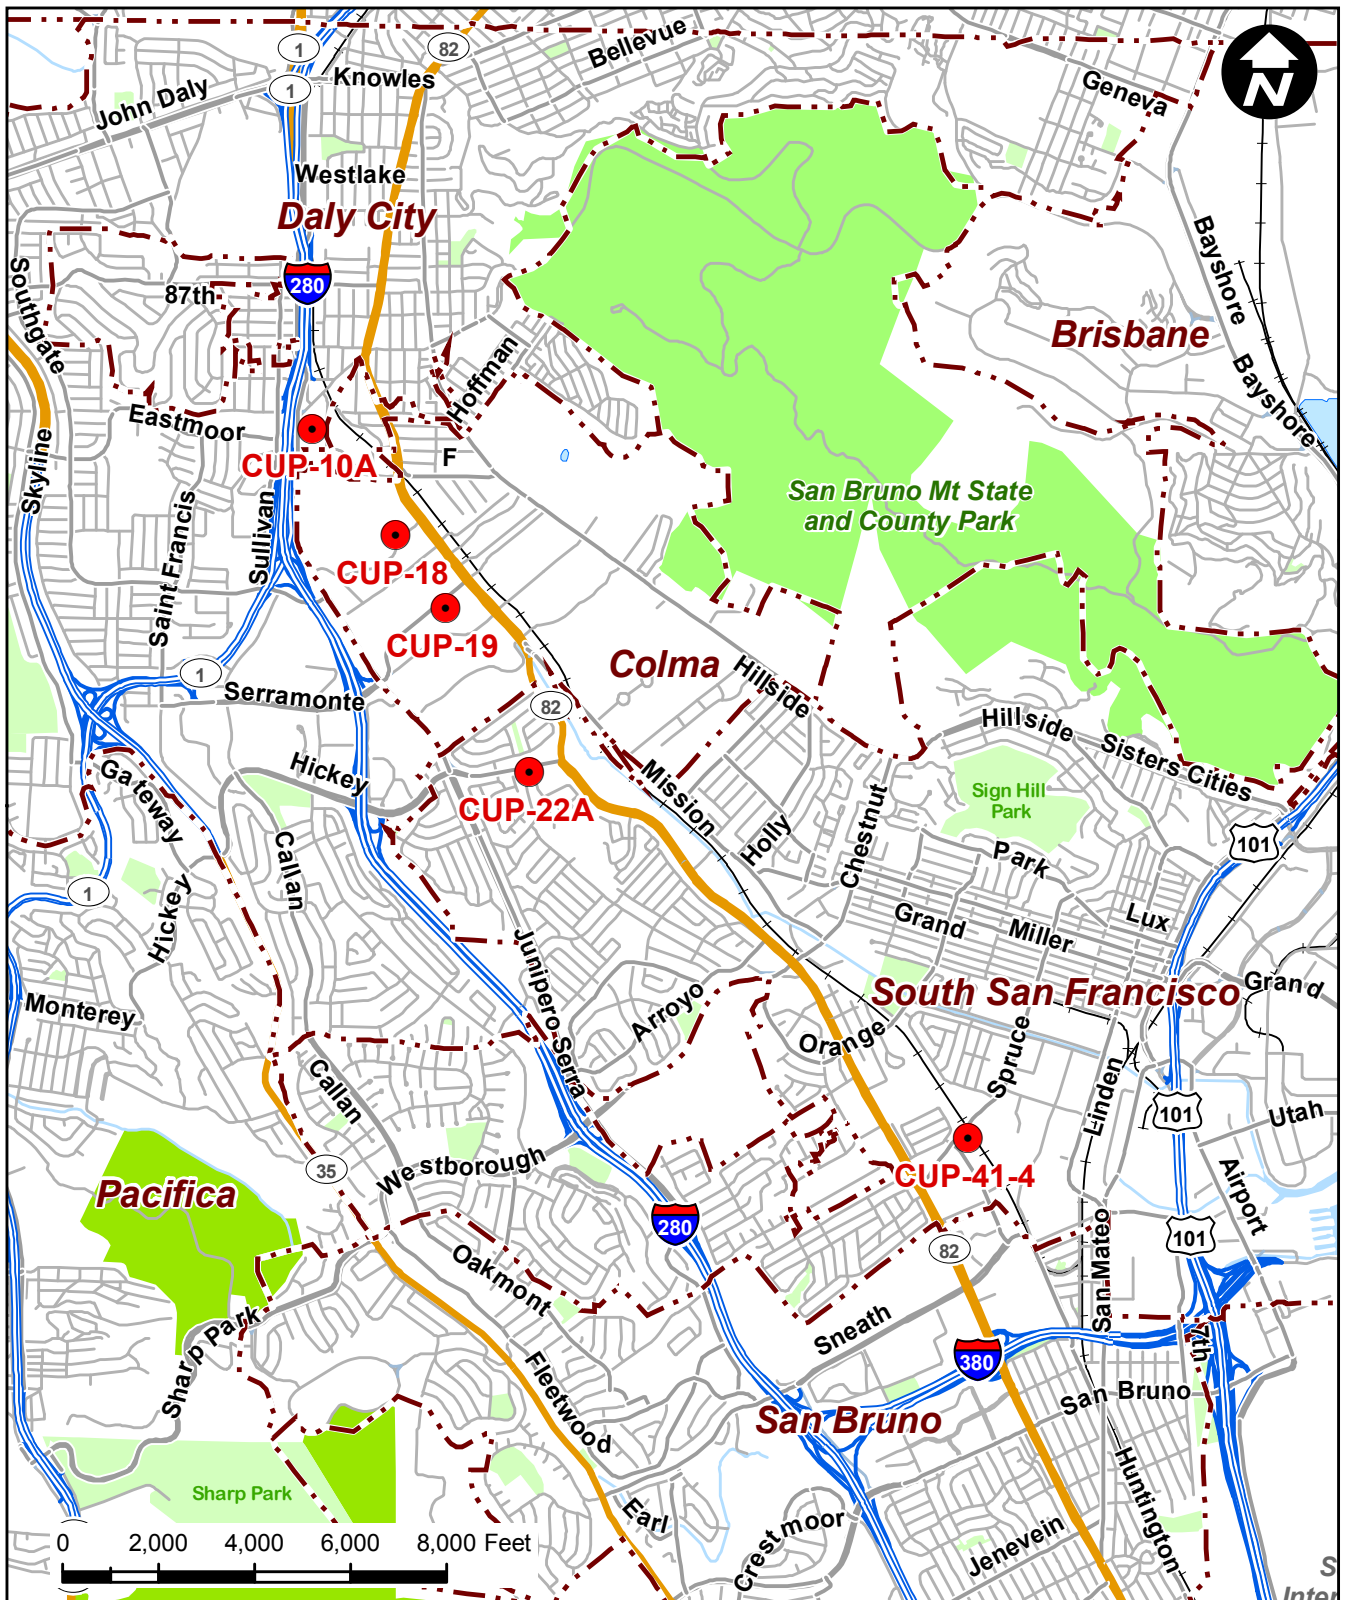 1
82
Bellevue
Knowles
1
John Daly
Geneva
N
Westlake
Daly City
Bayshore
Southgate
280
87th
Brisbane
Hoffman
Bayshore
Eastmoor
Skyline
CUP-10A
F
San Bruno Mt State
and County Park
Sullivan
Saint Francis
CUP-18
CUP-19
Colma
Hillside
1
Serramonte
82
Hillside
Sisters Cities
Hickey
Gateway
CUP-22A
Mission
Sign Hill
Park
Holly
Chestnut
101
Callan
Park
1
Hickey
Grand
Miller
Lux
Junipero Serra
South San Francisco
Grand
Monterey
Arroyo
Orange
Spruce
Callan
Linden
101
Utah
Westborough
35
CUP-41-4
Pacifica
Airport
280
San Mateo
101
82
Oakmont
Sneath
Sharp Park
7th
380
Fleetwood
San Bruno
San Bruno
Huntington
Sharp Park
Earl
Crestmoor
Jenevein
0 2,000 4,000 6,000 8,000 Feet
S
Inter